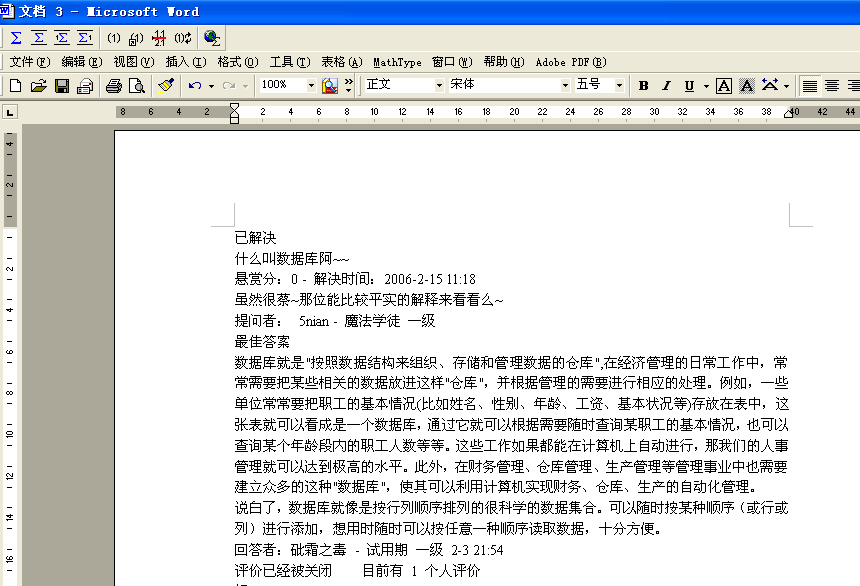 文档 3 - Microsoft Word
文件(F) 编辑(E) 视图(V) 插入(I) 格式(O) 工具(T) 表格(A) MathType 窗口(W) 帮助(H) Adobe PDF(B)
100% 正文 宋体 五号 B I U A A
8 6 4 2 2 4 6 8 10 12 14 16 18 20 22 24 26 28 30 32 34 36 38 40 42 44
已解决
什么叫数据库阿~~
悬赏分：0 - 解决时间：2006-2-15 11:18
虽然很菜~那位能比较平实的解释来看看么~
提问者： 5nian - 魔法学徒 一级
最佳答案
数据库就是"按照数据结构来组织、存储和管理数据的仓库",在经济管理的日常工作中，常
常需要把某些相关的数据放进这样"仓库"，并根据管理的需要进行相应的处理。例如，一些
单位常常要把职工的基本情况(比如姓名、性别、年龄、工资、基本状况等)存放在表中，这
张表就可以看成是一个数据库，通过它就可以根据需要随时查询某职工的基本情况，也可以
查询某个年龄段内的职工人数等等。这些工作如果都能在计算机上自动进行，那我们的人事
管理就可以达到极高的水平。此外，在财务管理、仓库管理、生产管理等管理事业中也需要
建立众多的这种"数据库"，使其可以利用计算机实现财务、仓库、生产的自动化管理。
说白了，数据库就像是按行列顺序排列的很科学的数据集合。可以随时按某种顺序（或行或
列）进行添加，想用时随时可以按任意一种顺序读取数据，十分方便。
回答者：砒霜之毒 - 试用期 一级 2-3 21:54
评价已经被关闭 目前有 1 个人评价